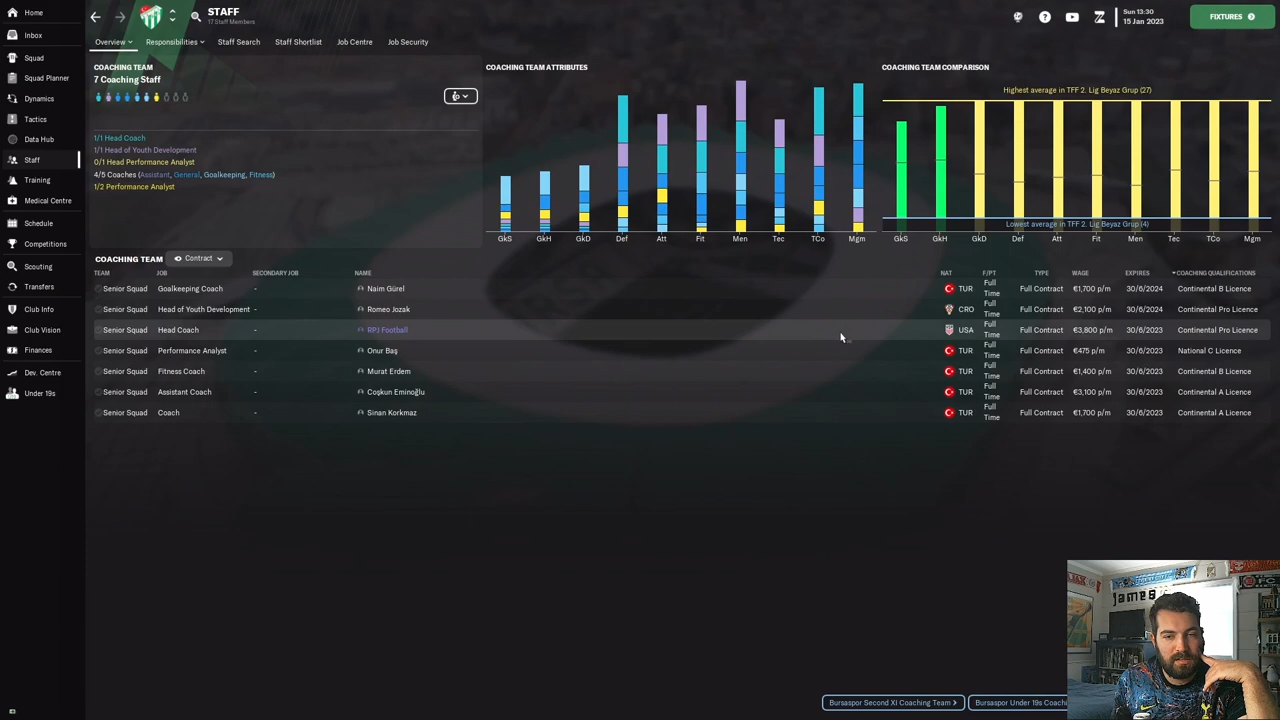 Home
Inbox
Squad
Squad Planner
Dynamics
Tactics
Data Hub
Staff
Training
Medical Centre
Schedule
Competitions
Scouting
Transfers
Club Info
Club Vision
Finances
Dev. Centre
Under 19s
STAFF
17 Staff Members
Sun 13:30
15 Jan 2023
FIXTURES
Overview Responsibilities Staff Search Staff Shortlist Job Centre Job Security
COACHING TEAM
7 Coaching Staff
1/1 Head Coach
1/1 Head of Youth Development
0/1 Head Performance Analyst
4/5 Coaches (Assistant, General, Goalkeeping, Fitness)
1/2 Performance Analyst
COACHING TEAM ATTRIBUTES
GkS GkH GkD Def Att Fit Men Tec TCo Mgm
COACHING TEAM COMPARISON
Highest average in TFF 2. Lig Beyaz Grup (27)
Lowest average in TFF 2. Lig Beyaz Grup (4)
GkS GkH GkD Def Att Fit Men Tec TCo Mgm
COACHING TEAM Contract
TEAM JOB SECONDARY JOB NAME NAT F/PT TYPE WAGE EXPIRES COACHING QUALIFICATIONS
Senior Squad Goalkeeping Coach - Naim Gürel TUR Full Time Full Contract €1,700 p/m 30/6/2024 Continental B Licence
Senior Squad Head of Youth Development - Romeo Jozak CRO Full Time Full Contract €2,100 p/m 30/6/2024 Continental Pro Licence
Senior Squad Head Coach - RPJ Football USA Full Time Full Contract €3,800 p/m 30/6/2023 Continental Pro Licence
Senior Squad Performance Analyst - Onur Baş TUR Full Time Full Contract €475 p/m 30/6/2023 National C Licence
Senior Squad Fitness Coach - Murat Erdem TUR Full Time Full Contract €1,400 p/m 30/6/2023 Continental B Licence
Senior Squad Assistant Coach - Coşkun Eminoğlu TUR Full Time Full Contract €3,100 p/m 30/6/2023 Continental A Licence
Senior Squad Coach - Sinan Korkmaz TUR Full Time Full Contract €1,700 p/m 30/6/2023 Continental A Licence
Bursaspor Second XI Coaching Team
Bursaspor Under 19s Coachi
james